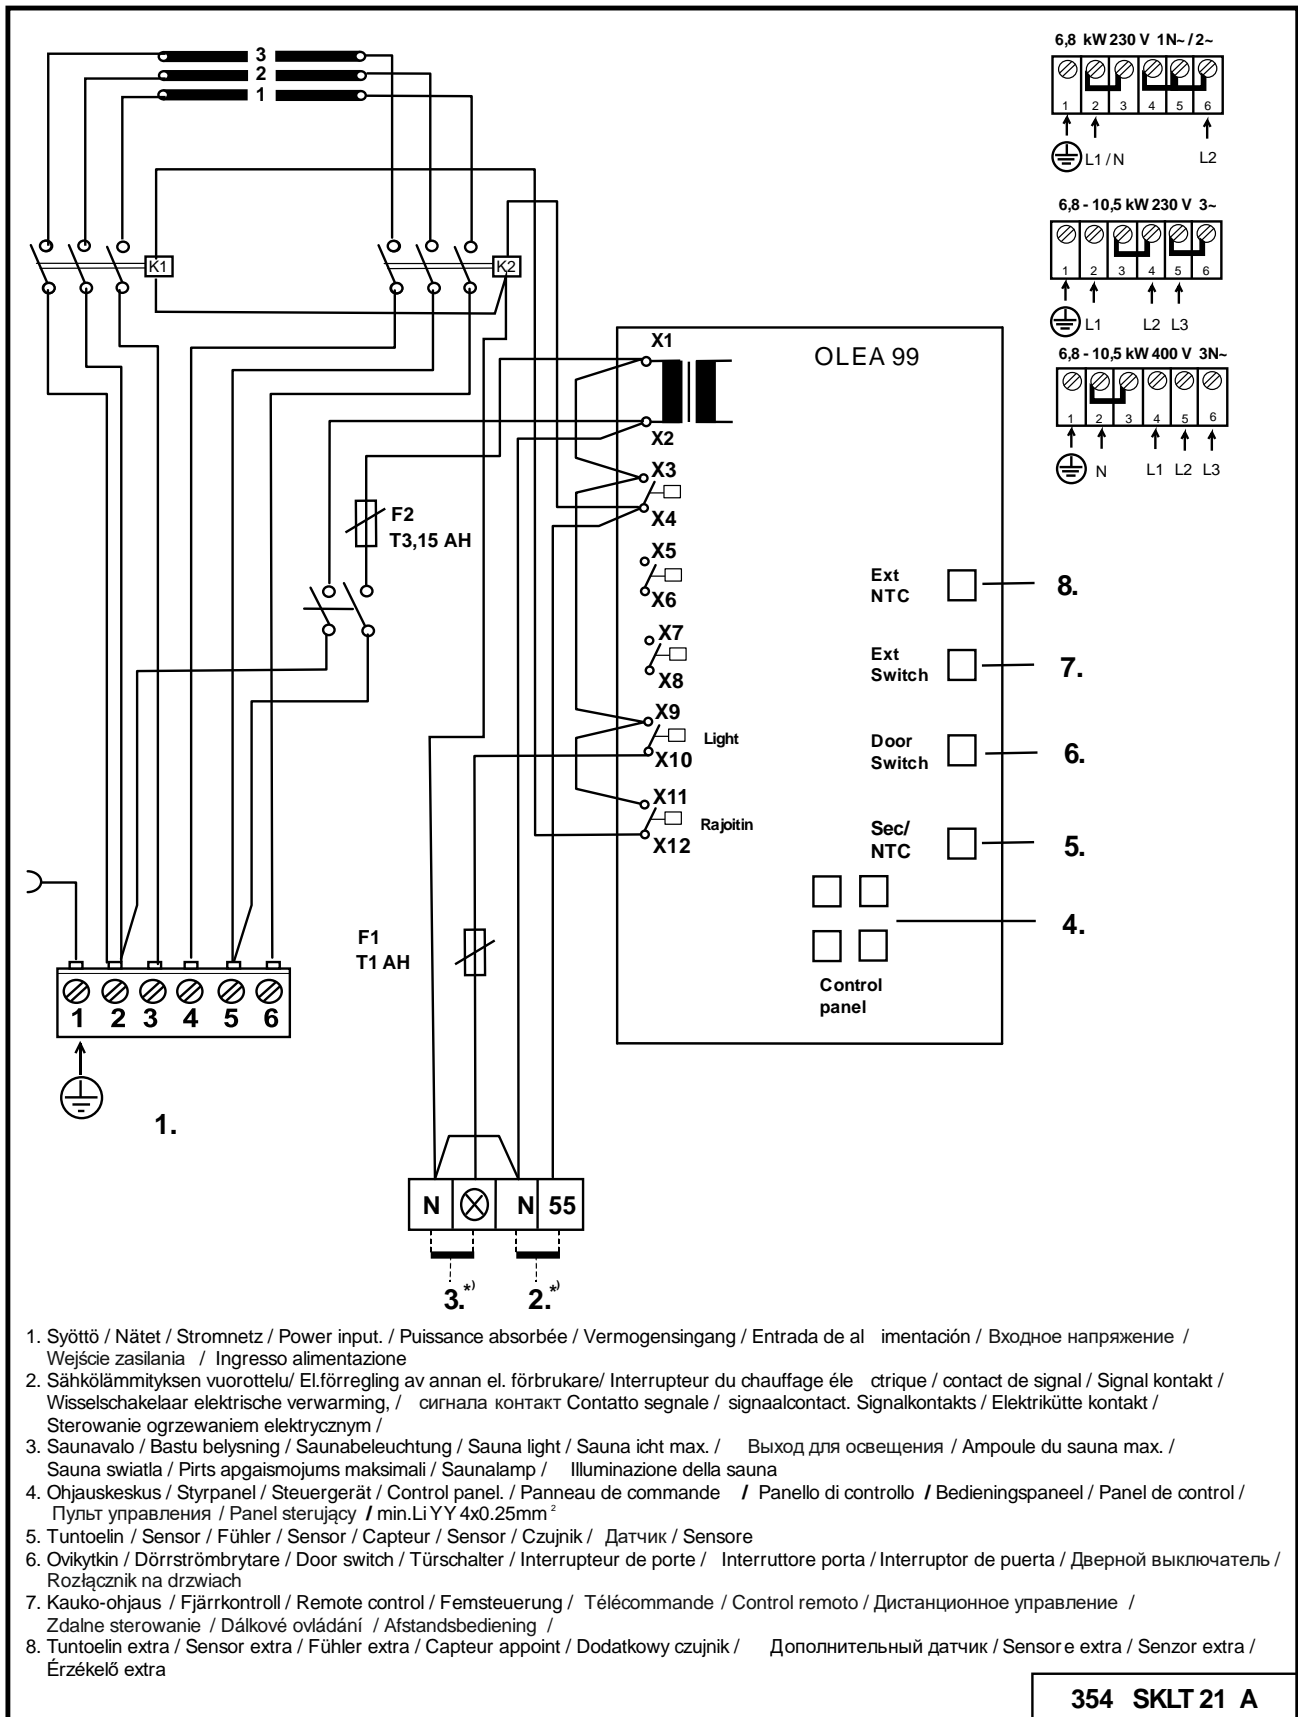 3
2
1
K1
K2
6,8 kW 230 V 1N~ / 2~
1 2 3 4 5 6
L1 / N L2
6,8 - 10,5 kW 230 V 3~
1 2 3 4 5 6
L1 L2 L3
6,8 - 10,5 kW 400 V 3N~
1 2 3 4 5 6
N L1 L2 L3
OLEA 99
X1
X2
X3
X4
X5
X6
X7
X8
X9
Light
X10
X11
Rajoitin
X12
F2
T3,15 AH
Ext
NTC
8.
Ext
Switch
7.
Door
Switch
6.
Sec/
NTC
5.
4.
Control
panel
F1
T1 AH
1 2 3 4 5 6
1.
N N 55
3.*) 2.*)
1. Syöttö / Nätet / Stromnetz / Power input. / Puissance absorbée / Vermogensingang / Entrada de al imentación / Входное напряжение /
Wejście zasilania / Ingresso alimentazione
2. Sähkölämmityksen vuorottelu/ El.förregling av annan el. förbrukare/ Interrupteur du chauffage éle ctrique / contact de signal / Signal kontakt /
Wisselschakelaar elektrische verwarming, / сигнала контакт Contatto segnale / signaalcontact. Signalkontakts / Elektrikütte kontakt /
Sterowanie ogrzewaniem elektrycznym /
3. Saunavalo / Bastu belysning / Saunabeleuchtung / Sauna light / Sauna icht max. / Выход для освещения / Ampoule du sauna max. /
Sauna swiatla / Pirts apgaismojums maksimali / Saunalamp / Illuminazione della sauna
4. Ohjauskeskus / Styrpanel / Steuergerät / Control panel. / Panneau de commande / Panello di controllo / Bedieningspaneel / Panel de control /
Пульт управления / Panel sterujący / min.Li YY 4x0.25mm²
5. Tuntoelin / Sensor / Fühler / Sensor / Capteur / Sensor / Czujnik / Датчик / Sensore
6. Ovikytkin / Dörrströmbrytare / Door switch / Türschalter / Interrupteur de porte / Interruttore porta / Interruptor de puerta / Дверной выключатель /
Rozłącznik na drzwiach
7. Kauko-ohjaus / Fjärrkontroll / Remote control / Femsteuerung / Télécommande / Control remoto / Дистанционное управление /
Zdalne sterowanie / Dálkové ovládání / Afstandsbediening /
8. Tuntoelin extra / Sensor extra / Fühler extra / Capteur appoint / Dodatkowy czujnik / Дополнительный датчик / Sensore extra / Senzor extra /
Érzékelő extra
354 SKLT 21 A